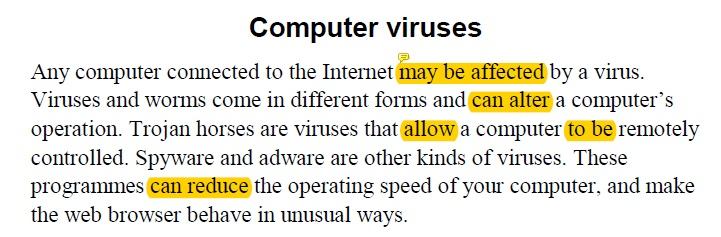 Computer viruses
Any computer connected to the Internet may be affected by a virus.
Viruses and worms come in different forms and can alter a computer’s
operation. Trojan horses are viruses that allow a computer to be remotely
controlled. Spyware and adware are other kinds of viruses. These
programmes can reduce the operating speed of your computer, and make
the web browser behave in unusual ways.